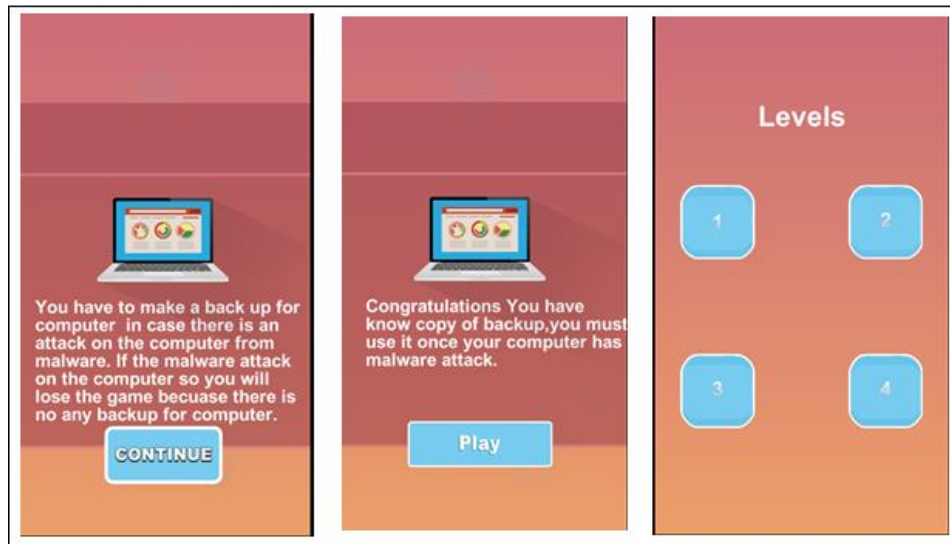 You have to make a back up for
computer in case there is an
attack on the computer from
malware. If the malware attack
on the computer so you will
lose the game becuase there is
no any backup for computer.
CONTINUE
Congratulations You have
know copy of backup,you must
use it once your computer has
malware attack.
Play
Levels
1
2
3
4